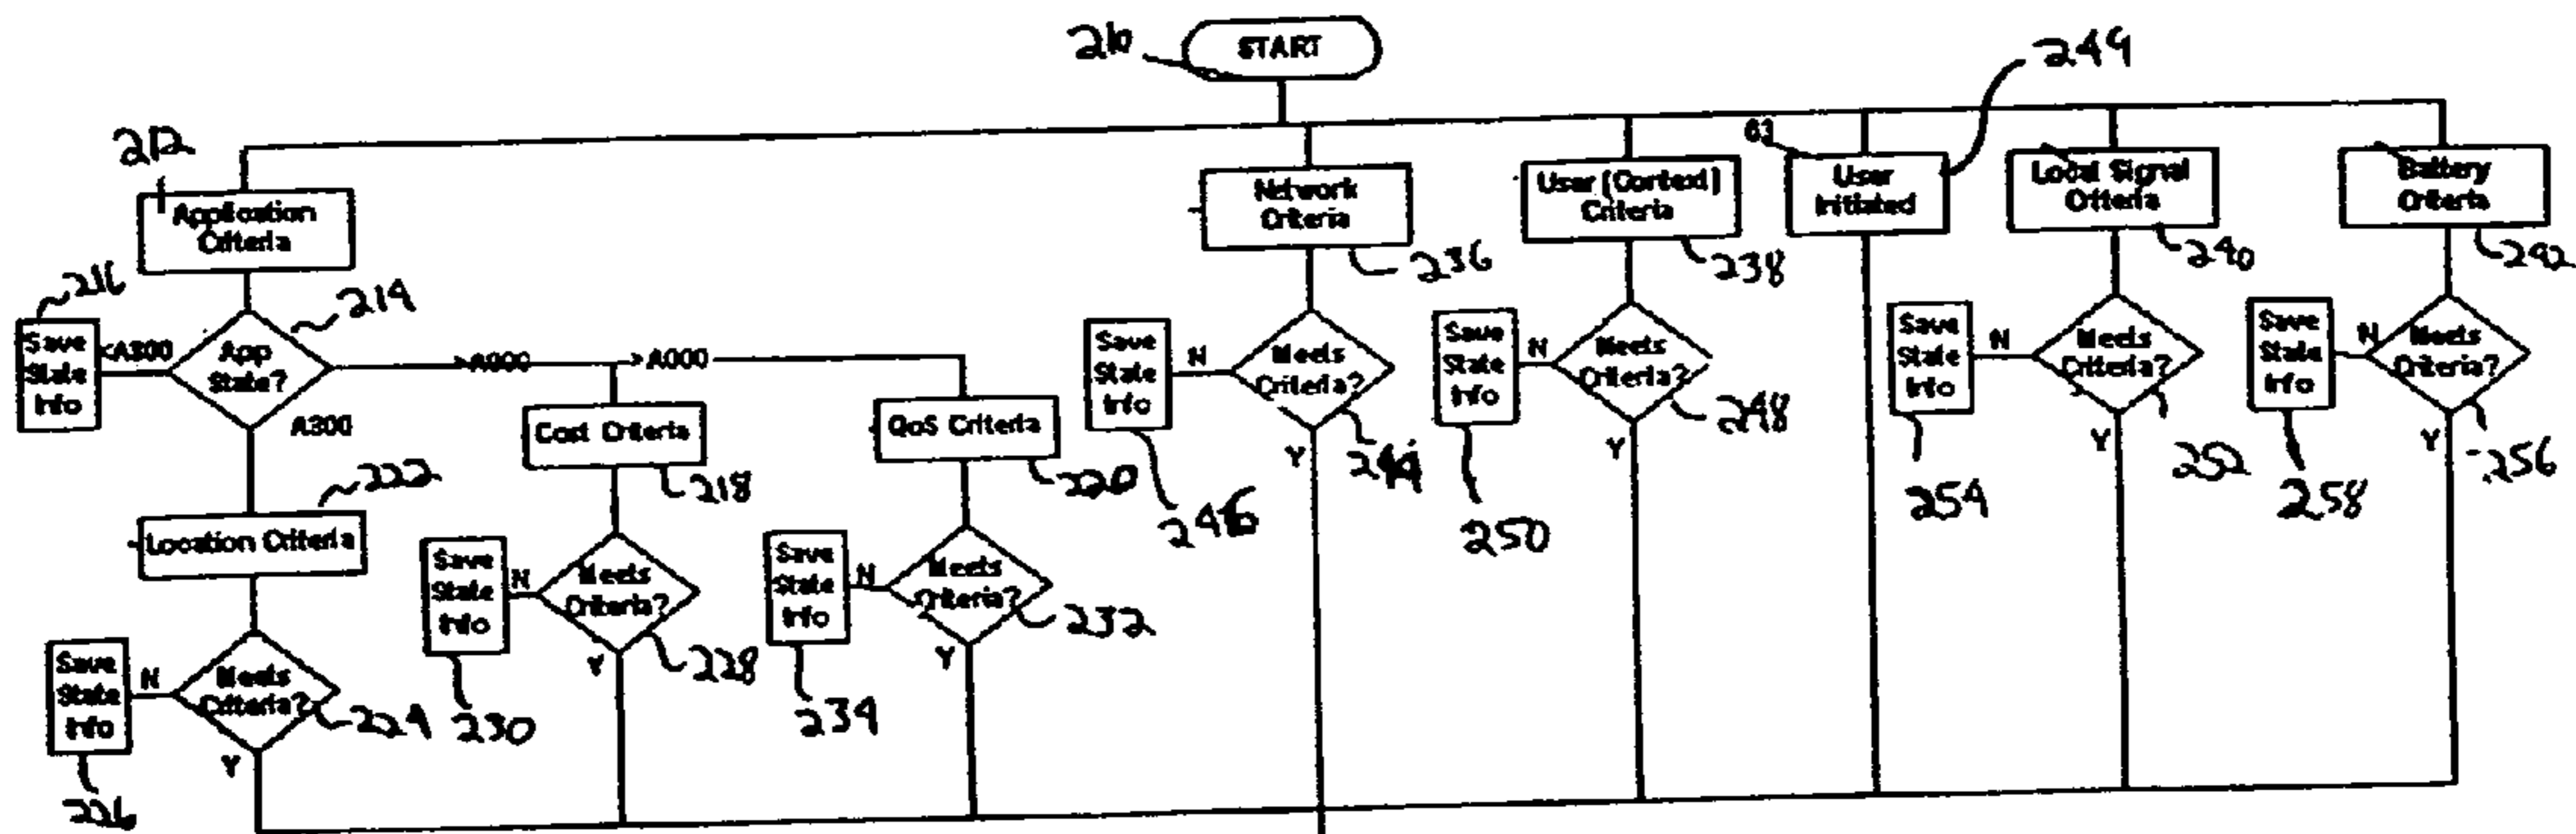 210
START
249
212
63
Application
Criteria
Network
Criteria
User (Context)
Criteria
User
Initiated
Local Signal
Criteria
Battery
Criteria
236
238
240
242
216
214
Save
State
Info
<A300
App
State?
>A000
>A000
A300
Save
State
Info
N
Meets
Criteria?
Y
244
246
Save
State
Info
N
Meets
Criteria?
Y
248
250
Save
State
Info
N
Meets
Criteria?
Y
252
254
Save
State
Info
N
Meets
Criteria?
Y
256
258
Cost Criteria
218
QoS Criteria
220
222
Location Criteria
Save
State
Info
N
Meets
Criteria?
Y
228
230
Save
State
Info
N
Meets
Criteria?
Y
232
234
Save
State
Info
N
Meets
Criteria?
Y
224
226